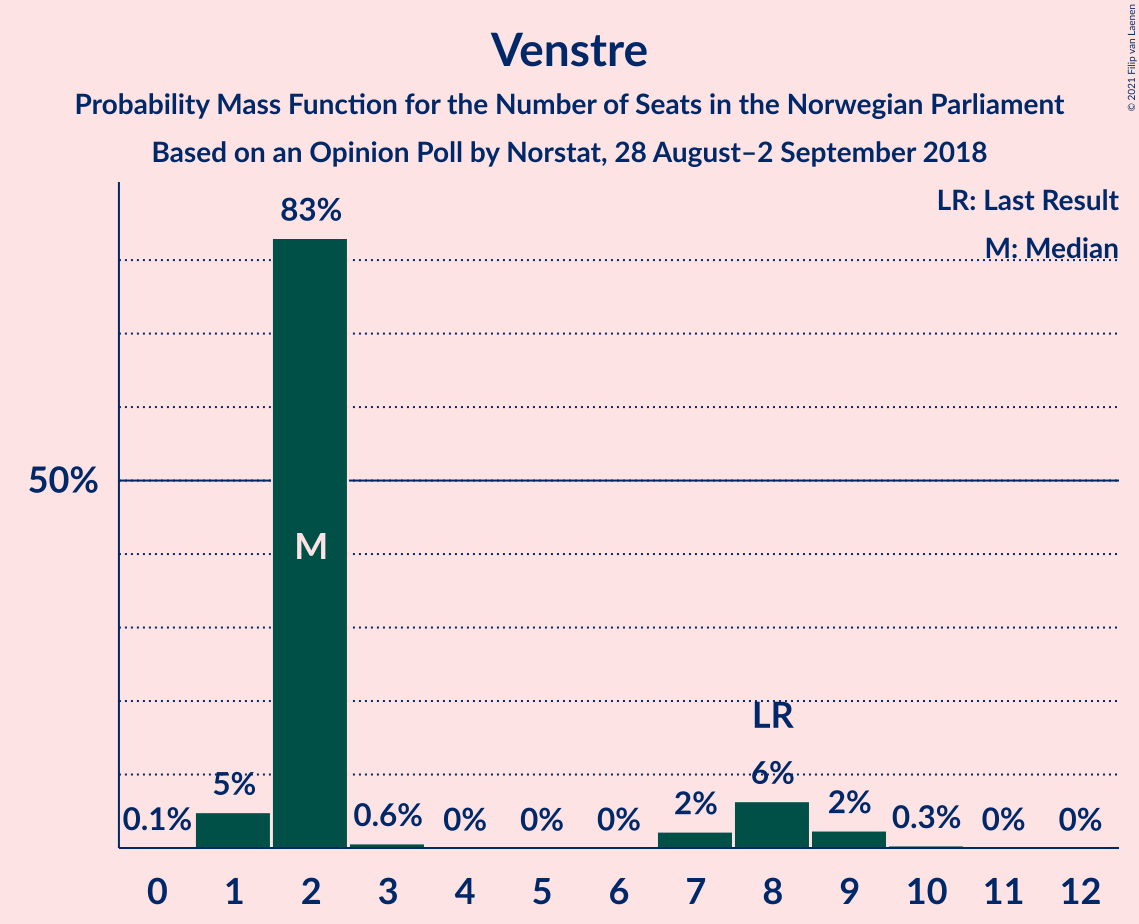 © 2021 Filip van Laenen
Venstre
Probability Mass Function for the Number of Seats in the Norwegian Parliament
Based on an Opinion Poll by Norstat, 28 August–2 September 2018
LR: Last Result
M: Median
83%
50%
M
LR
0.1% 5% 0.6% 0% 0% 0% 2% 6% 2% 0.3% 0% 0%
0 1 2 3 4 5 6 7 8 9 10 11 12